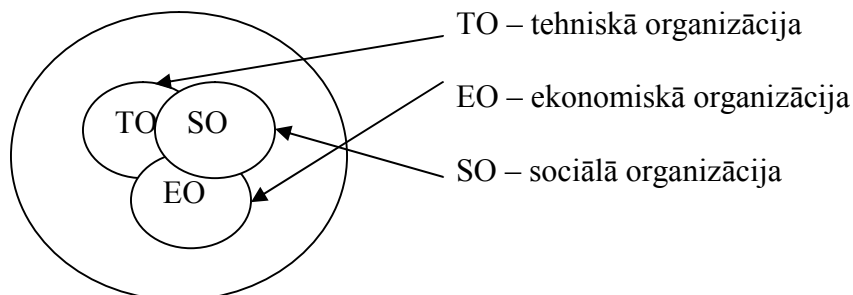 TO – tehniskā organizācija
EO – ekonomiskā organizācija
SO – sociālā organizācija
TO SO
EO